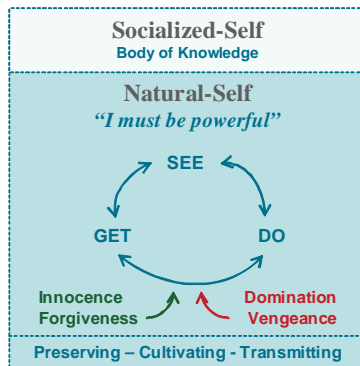 Socialized-Self
Body of Knowledge
Natural-Self
“I must be powerful”
SEE
GET DO
Innocence Domination
Forgiveness Vengeance
Preserving – Cultivating - Transmitting